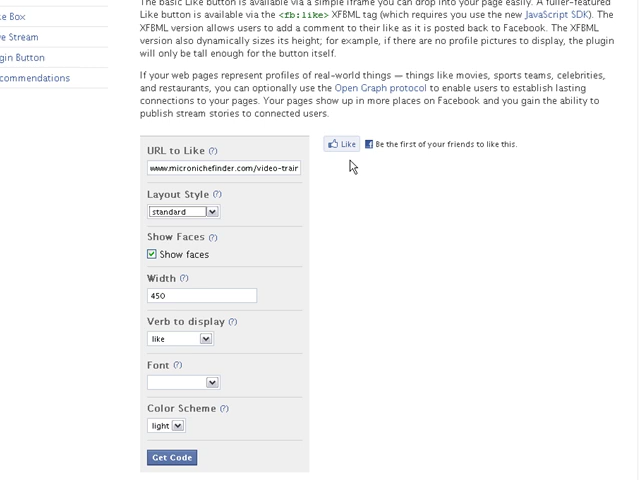 The basic Like button is available via a simple iframe you can drop into your page easily. A fuller-featured
ke Box
Like button is available via the <fb:like> XFBML tag (which requires you use the new JavaScript SDK). The
XFBML version allows users to add a comment to their like as it is posted back to Facebook. The XFBML
ve Stream
version also dynamically sizes its height; for example, if there are no profile pictures to display, the plugin
gin Button
will only be tall enough for the button itself.
commendations
If your web pages represent profiles of real-world things — things like movies, sports teams, celebrities,
and restaurants, you can optionally use the Open Graph protocol to enable users to establish lasting
connections to your pages. Your pages show up in more places on Facebook and you gain the ability to
publish stream stories to connected users.
URL to Like (?)
Like Be the first of your friends to like this.
www.micronichefinder.com/video-trair
Layout Style (?)
standard
Show Faces (?)
Show faces
Width (?)
450
Verb to display (?)
like
Font (?)
Color Scheme (?)
light
Get Code